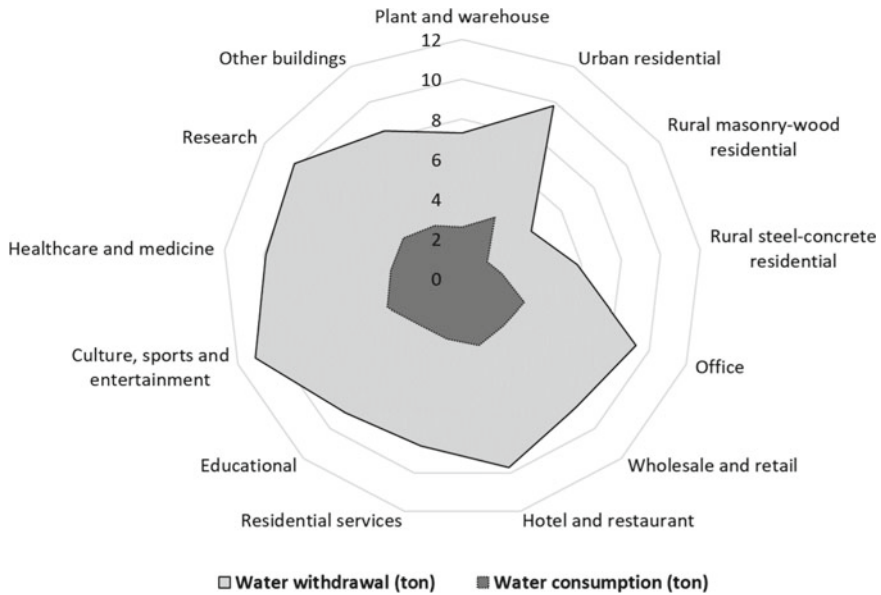 Plant and warehouse
12
Other buildings
Urban residential
10
Research
8
Rural masonry-wood
residential
6
4
Healthcare and medicine
2
Rural steel-concrete
residential
0
Culture, sports and
entertainment
Office
Educational
Wholesale and retail
Residential services
Hotel and restaurant
Water withdrawal (ton)
Water consumption (ton)